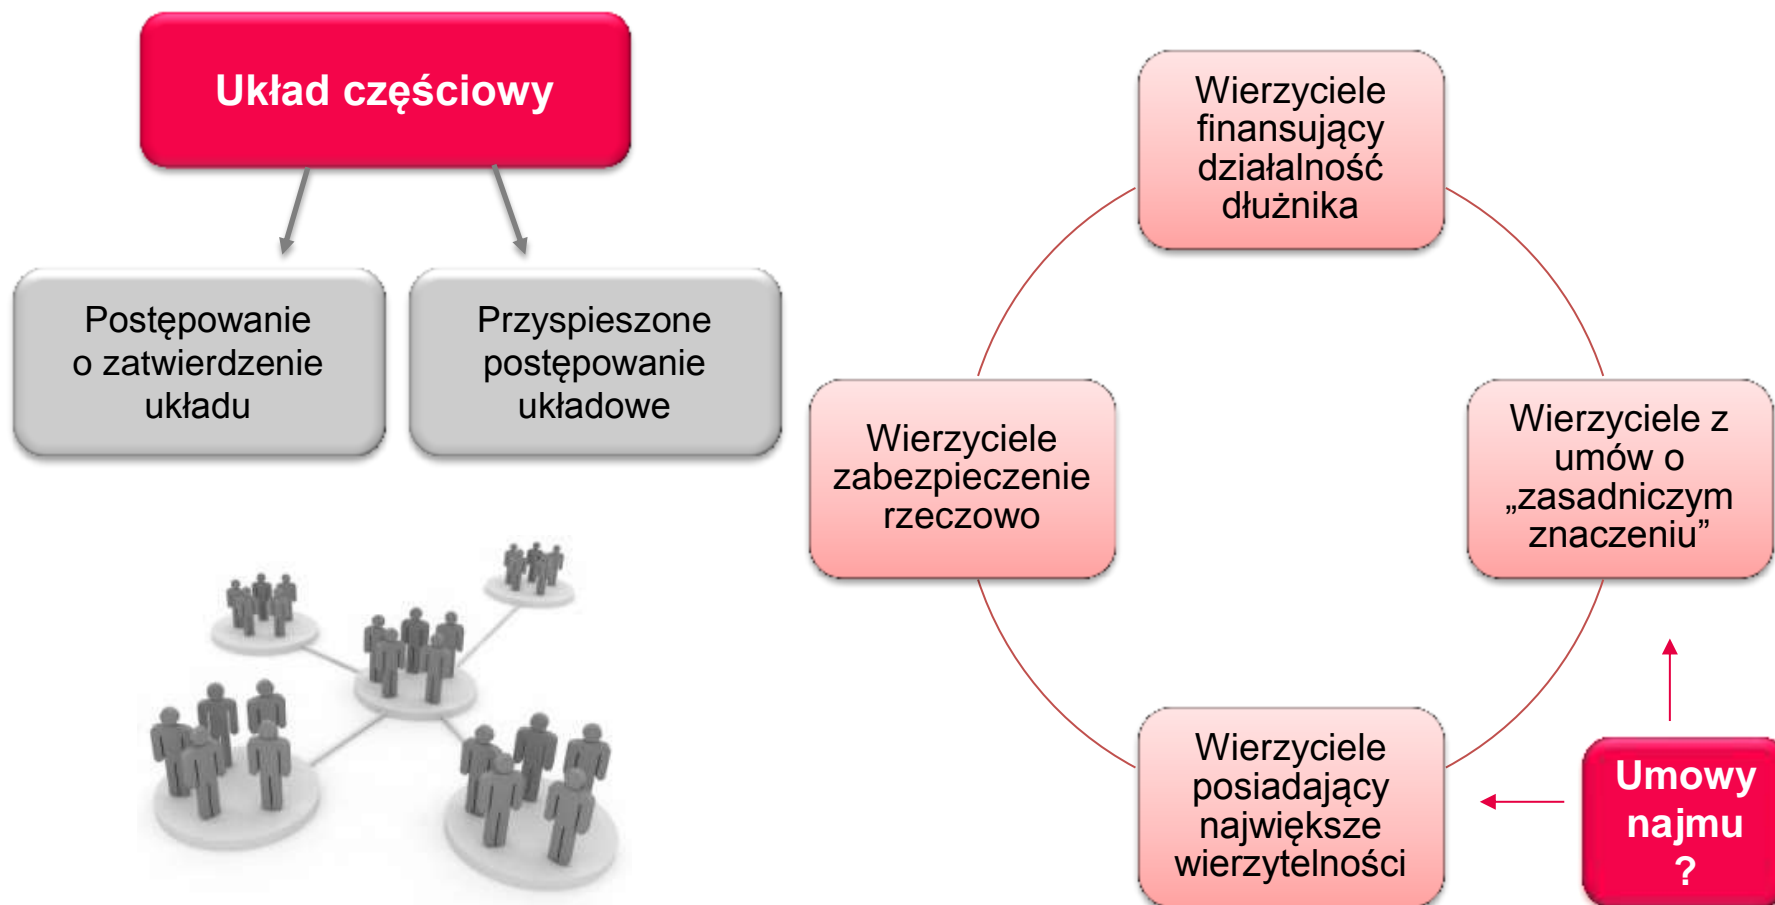 Układ częściowy
Postępowanie
o zatwierdzenie
układu
Przyspieszone
postępowanie
układowe
Wierzyciele
finansujący
działalność
dłużnika
Wierzyciele
zabezpieczenie
rzeczowo
Wierzyciele z
umów o
„zasadniczym
znaczeniu”
Wierzyciele
posiadający
największe
wierzytelności
Umowy
najmu
?